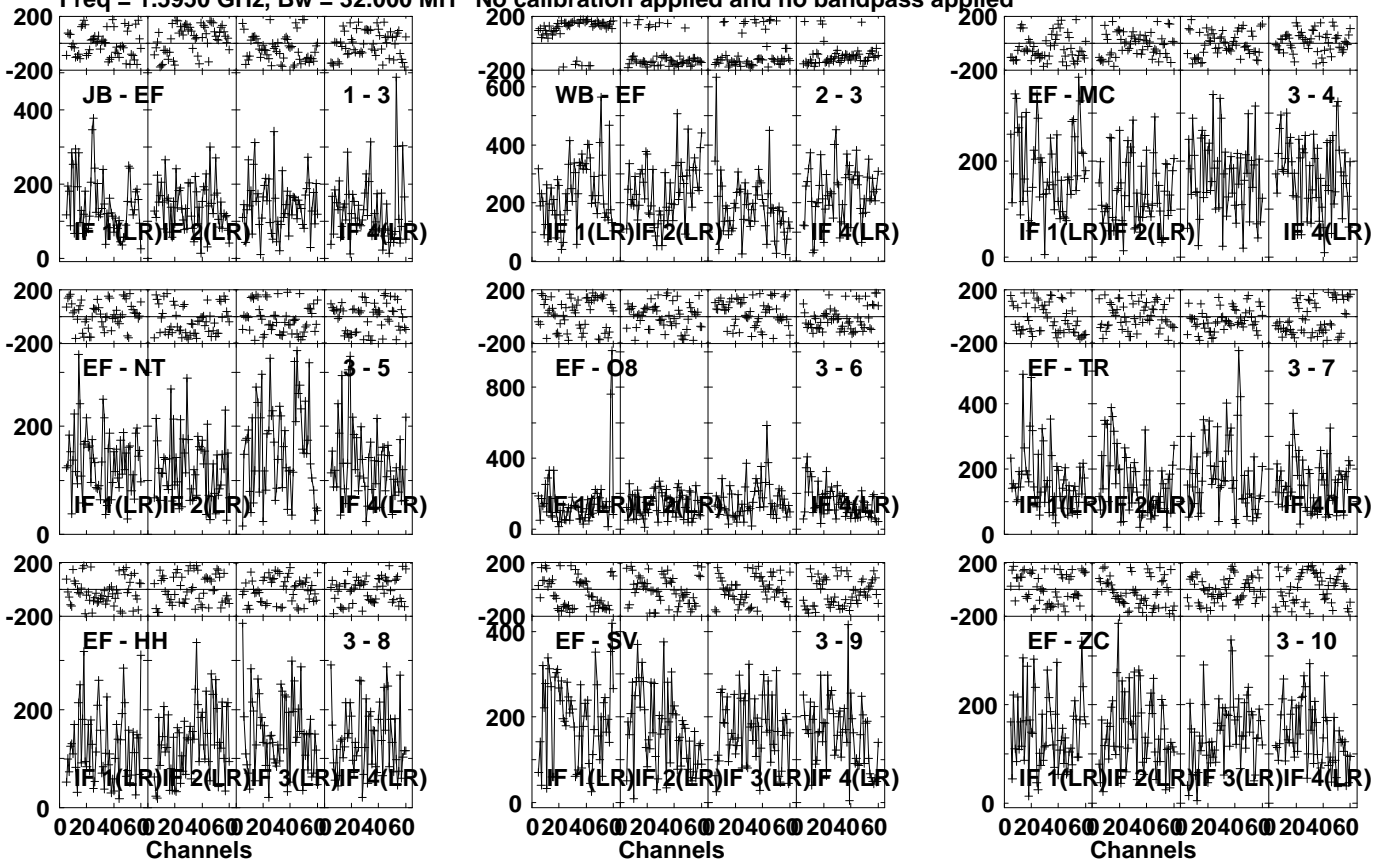 Freq = 1.5950 GHz, Bw = 32.000 MH No calibration applied and no bandpass applied
200
-200
JB - EF 1 - 3
400
200
0
IF 1(LR) IF 2(LR) IF 4(LR)
200
-200
WB - EF 2 - 3
600
400
200
0
IF 1(LR) IF 2(LR) IF 4(LR)
200
-200
EF - MC 3 - 4
200
0
IF 1(LR) IF 2(LR) IF 4(LR)
200
-200
EF - NT 3 - 5
200
0
IF 1(LR) IF 2(LR) IF 4(LR)
200
-200
EF - O8 3 - 6
800
400
0
IF 1(LR) IF 2(LR) IF 4(LR)
200
-200
EF - TR 3 - 7
400
200
0
IF 1(LR) IF 2(LR) IF 4(LR)
200
-200
EF - HH 3 - 8
200
0
IF 1(LR) IF 2(LR) IF 3(LR) IF 4(LR)
0 20 40 60 0 20 40 60 0 20 40 60 0 20 40 60
Channels
200
-200
EF - SV 3 - 9
400
200
0
IF 1(LR) IF 2(LR) IF 3(LR) IF 4(LR)
0 20 40 60 0 20 40 60 0 20 40 60 0 20 40 60
Channels
200
-200
EF - ZC 3 - 10
200
0
IF 1(LR) IF 2(LR) IF 3(LR) IF 4(LR)
0 20 40 60 0 20 40 60 0 20 40 60 0 20 40 60
Channels